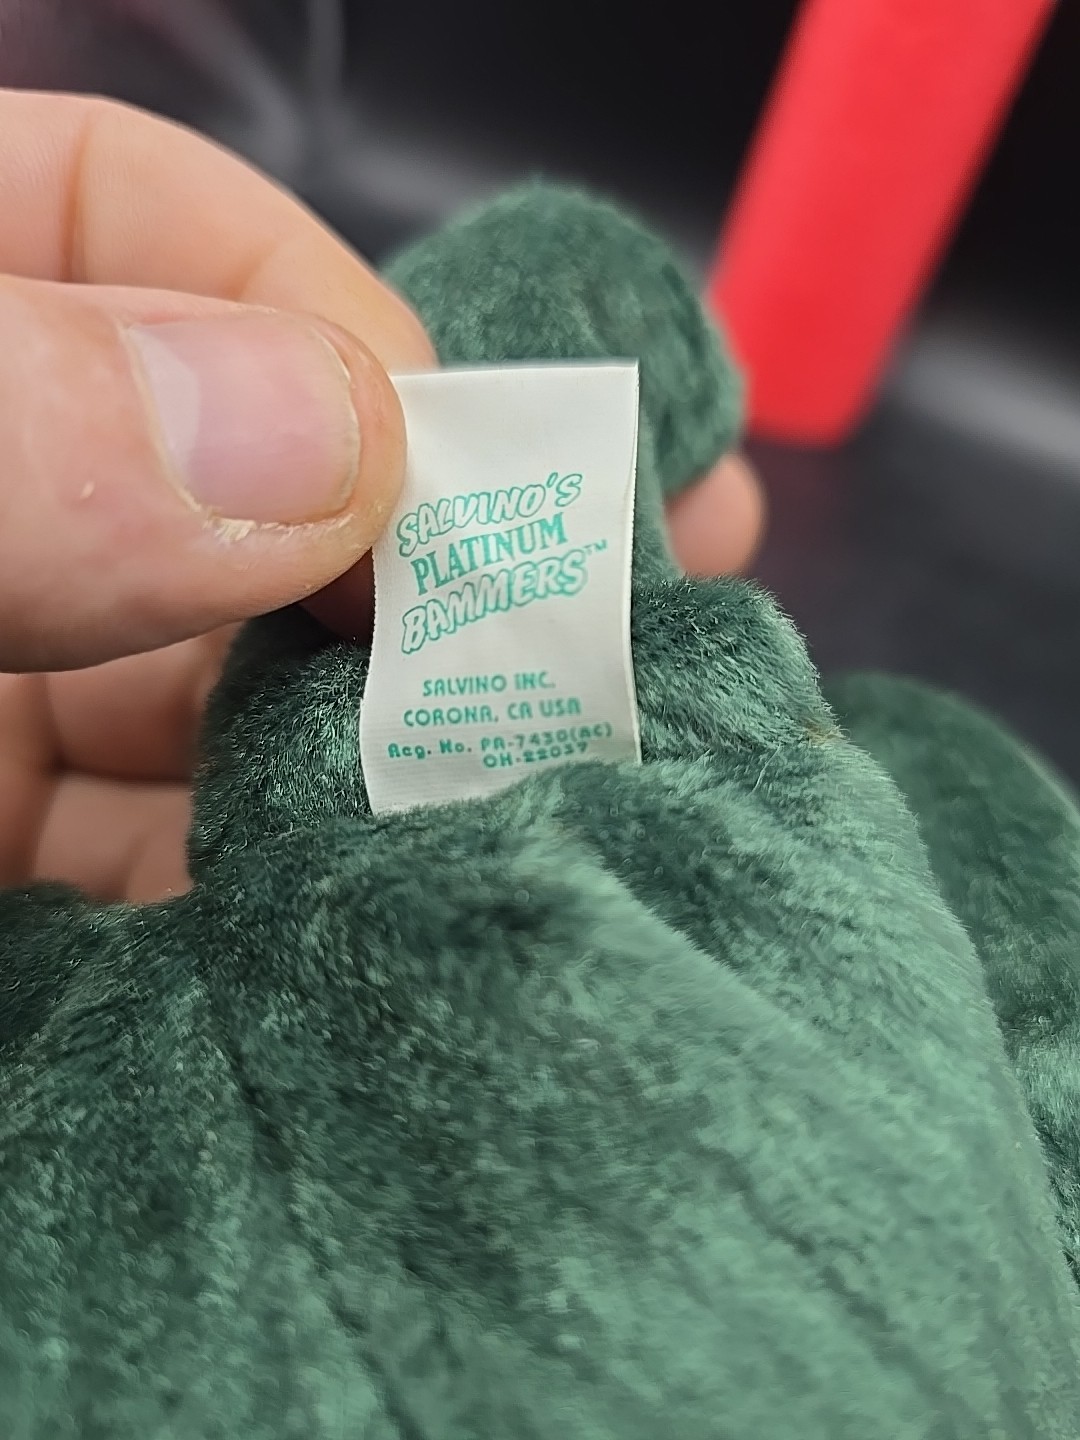 SALVINO'S
PLATINUM
BAMMERS™
SALVINO INC.
CORONA, CA USA
Reg. No. PA-7430(AC)
OH-22037